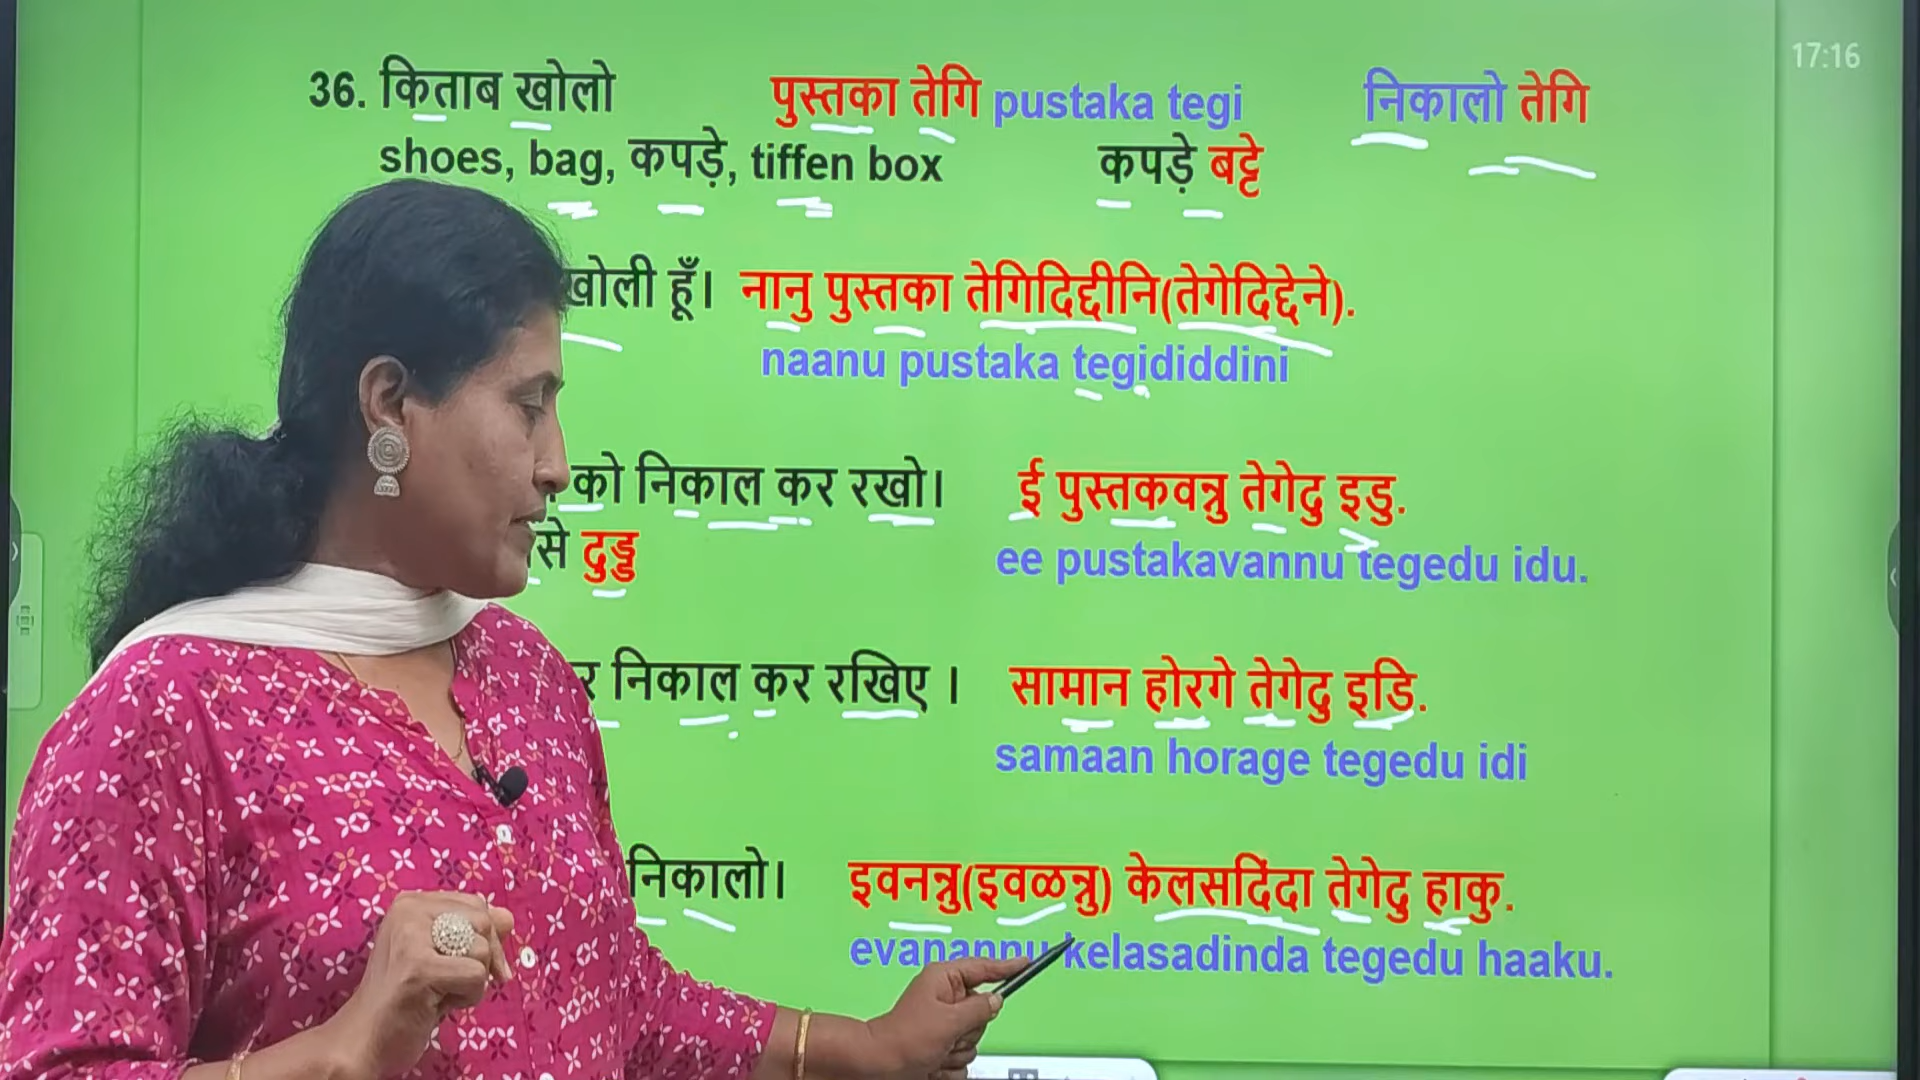 17:16
36. किताब खोलो पुस्तका तेगि pustaka tegi निकालो तेगि
shoes, bag, कपड़े, tiffen box कपड़े बट्टे
खोली हूँ। नानु पुस्तका तेगिदिद्दीनि(तेगेदिद्देने).
naanu pustaka tegididdini
को निकाल कर रखो। ई पुस्तकवन्नु तेगेदु इडु.
से दुड्ड ee pustakavannu tegedu idu.
निकाल कर रखिए । सामान होरगे तेगेदु इडि.
samaan horage tegedu idi
निकालो। इवनन्नु(इवळन्नु) केलसदिंदा तेगेदु हाकु.
evanannu kelasadinda tegedu haaku.